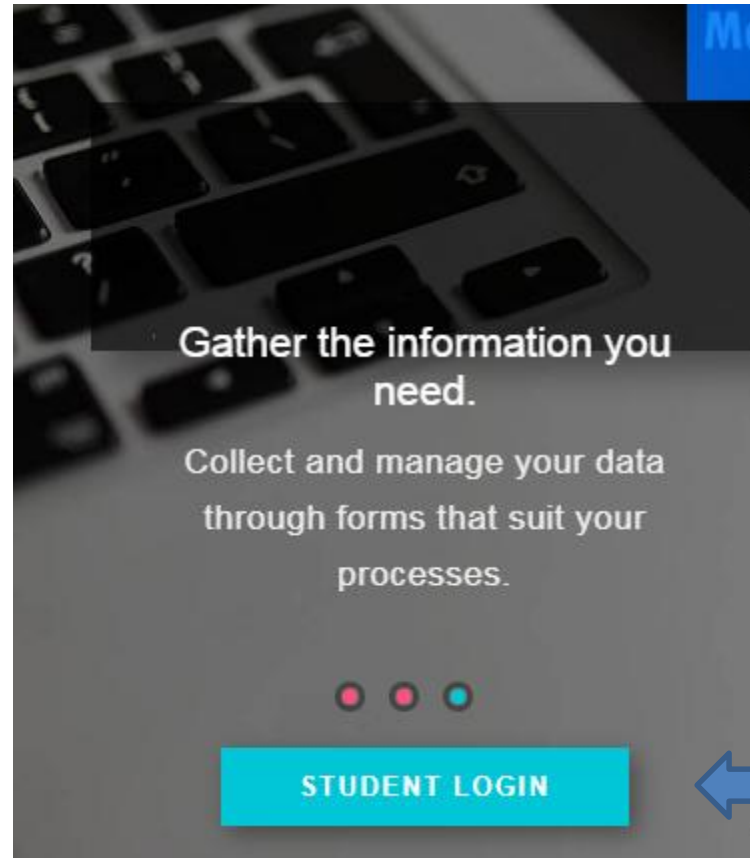 Gather the information you
need.
Collect and manage your data
through forms that suit your
processes.
STUDENT LOGIN